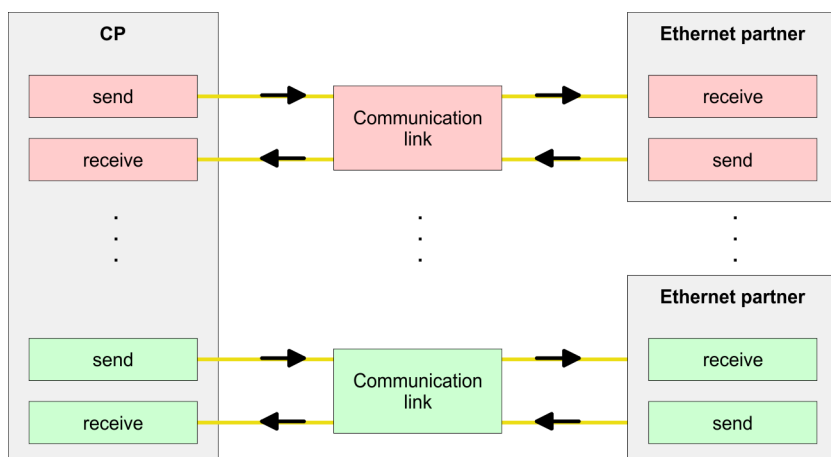 CP
Ethernet partner
send
receive
Communication
link
receive
send
Ethernet partner
send
receive
Communication
link
receive
send